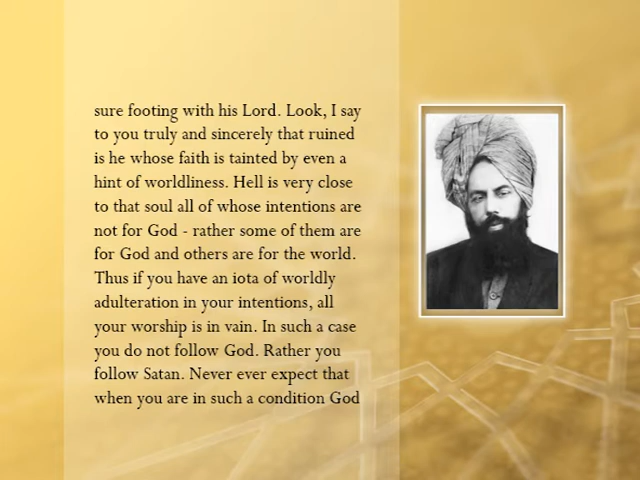 sure footing with his Lord. Look, I say
to you truly and sincerely that ruined
is he whose faith is tainted by even a
hint of worldliness. Hell is very close
to that soul all of whose intentions are
not for God - rather some of them are
for God and others are for the world.
Thus if you have an iota of worldly
adulteration in your intentions, all
your worship is in vain. In such a case
you do not follow God. Rather you
follow Satan. Never ever expect that
when you are in such a condition God